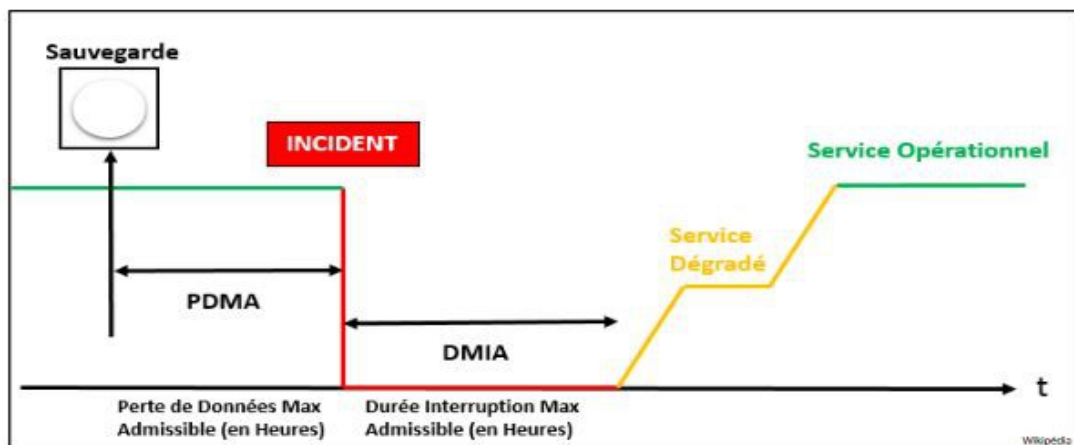 Sauvegarde
INCIDENT
Service Opérationnel
Service
Dégradé
PDMA
DMIA
t
Perte de Données Max
Admissible (en Heures)
Durée Interruption Max
Admissible (en Heures)
Wikipédia